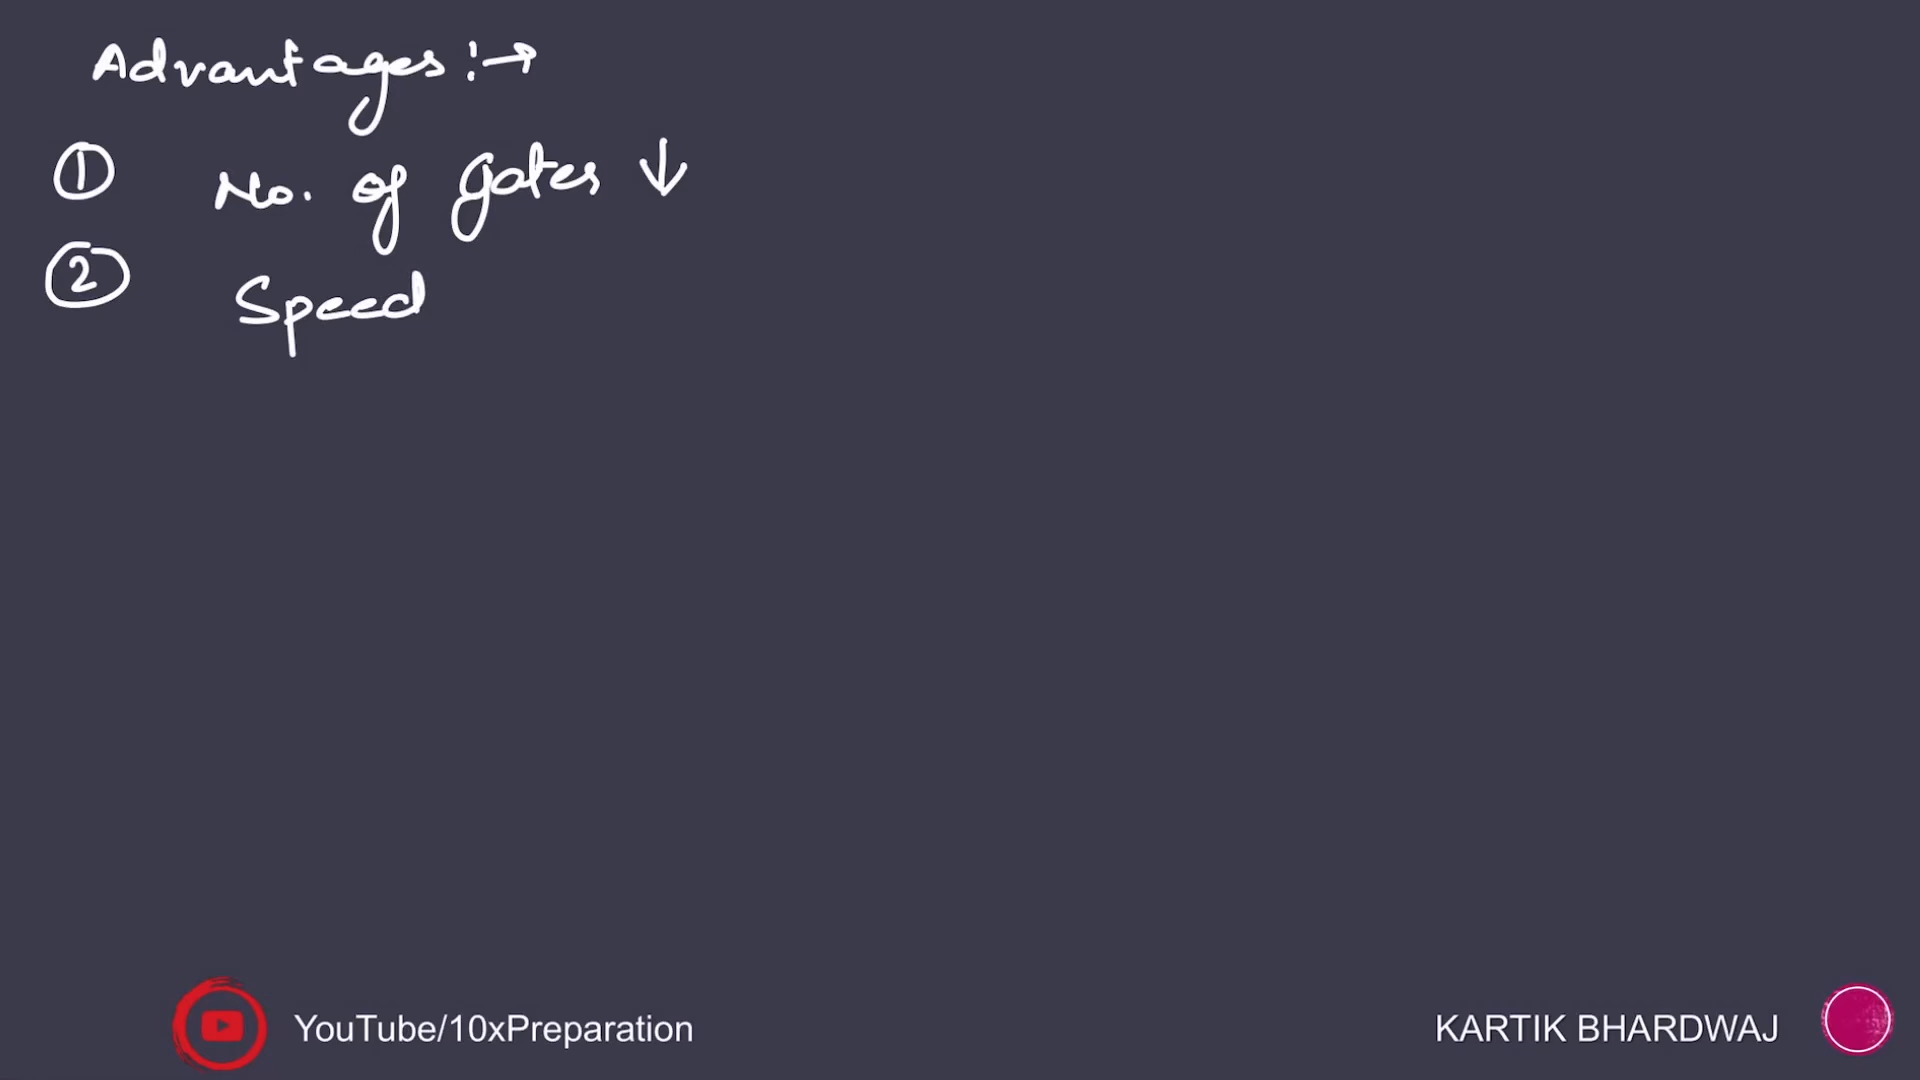 Advantages :→
① No. of gates ↓
② Speed
YouTube/10xPreparation
KARTIK BHARDWAJ